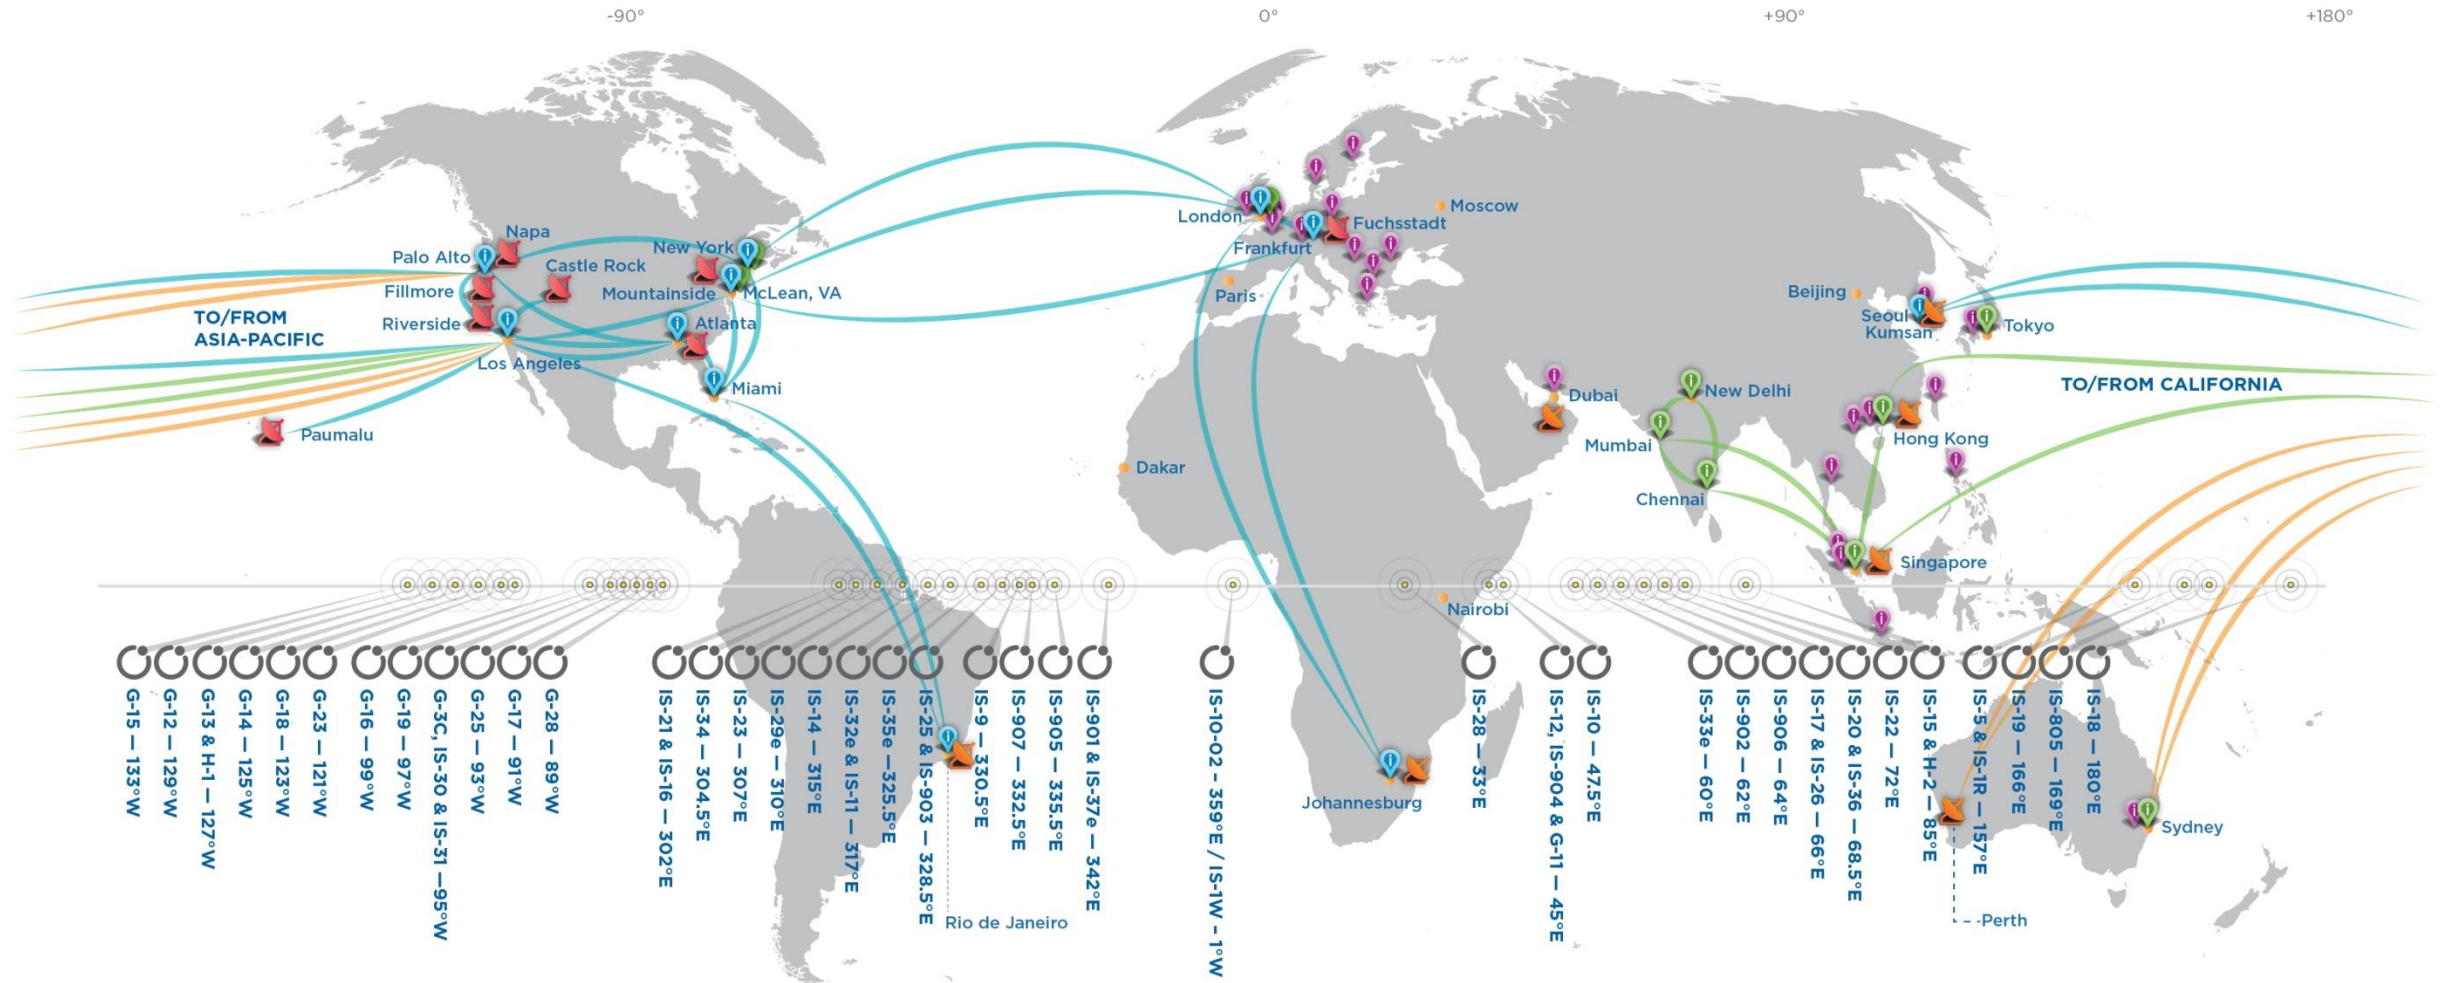 -90°
0°
+90°
+180°
Napa
Palo Alto
New York
Castle Rock
Fillmore
Mountainside
McLean, VA
TO/FROM
ASIA-PACIFIC
Riverside
Atlanta
Los Angeles
Miami
Paumalu
London
Frankfurt
Fuchsstadt
Moscow
Paris
Dakar
Dubai
New Delhi
Mumbai
Chennai
Beijing
Seoul
Kumsan
Tokyo
TO/FROM CALIFORNIA
Hong Kong
Singapore
Nairobi
G-15 — 133°W
G-12 — 129°W
G-13 & H-1 — 127°W
G-14 — 125°W
G-18 — 123°W
G-23 — 121°W
G-16 — 99°W
G-19 — 97°W
G-3C, IS-30 & IS-31 —95°W
G-25 — 93°W
G-17 — 91°W
G-28 — 89°W
IS-21 & IS-16 — 302°E
IS-34 — 304.5°E
IS-23 — 307°E
IS-29e — 310°E
IS-14 — 315°E
IS-32e & IS-11 — 317°E
IS-35e —325.5°E
IS-25 & IS-903 — 328.5°E
IS-9 — 330.5°E
IS-907 — 332.5°E
IS-905 — 335.5°E
IS-901 & IS-37e — 342°E
IS-10-02 - 359°E / IS-1W - 1°W
IS-28 — 33°E
IS-12, IS-904 & G-11 — 45°E
IS-10 — 47.5°E
IS-33e — 60°E
IS-902 — 62°E
IS-906 — 64°E
IS-17 & IS-26 — 66°E
IS-20 & IS-36 — 68.5°E
IS-22 — 72°E
IS-15 & H-2 — 85°E
IS-5 & IS-1R — 157°E
IS-19 — 166°E
IS-805 — 169°E
IS-18 — 180°E
Johannesburg
Sydney
Rio de Janeiro
Perth